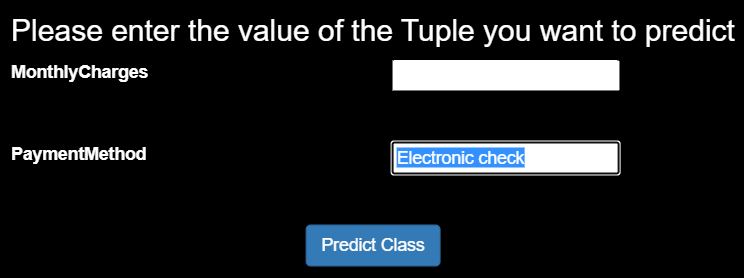 Please enter the value of the Tuple you want to predict
MonthlyCharges
PaymentMethod Electronic check
Predict Class